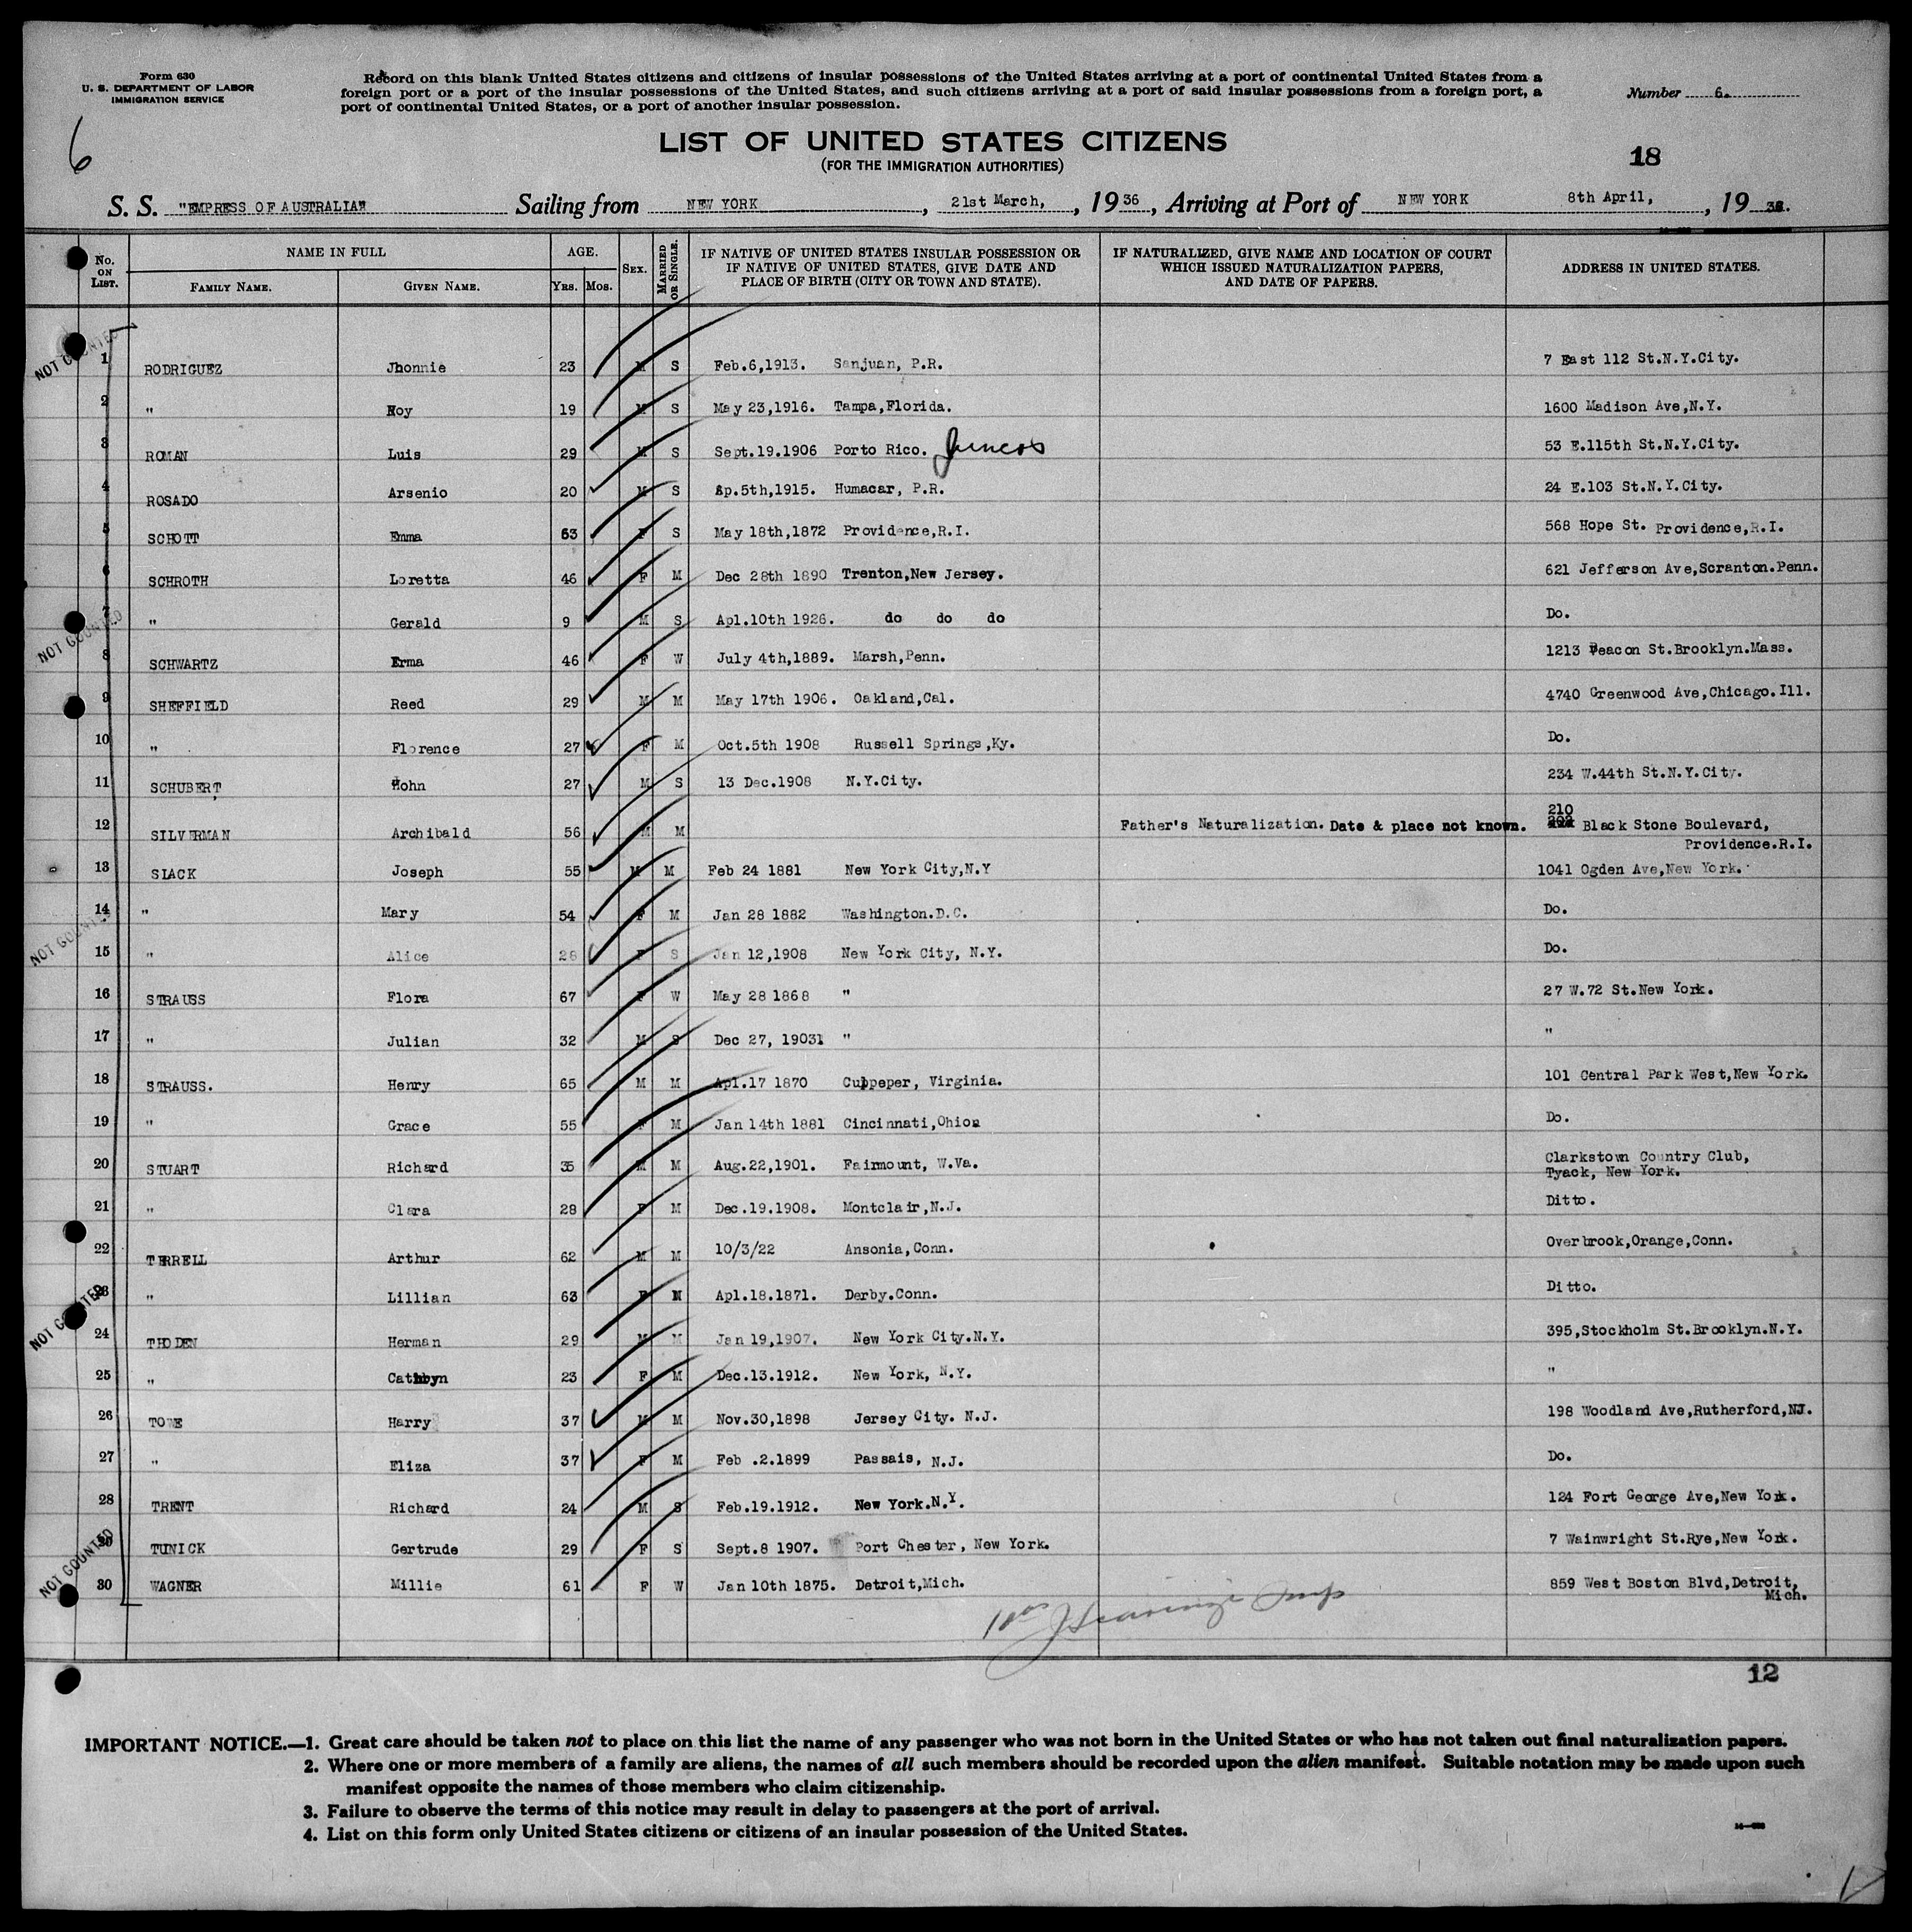 Form 630
U. S. DEPARTMENT OF LABOR
IMMIGRATION SERVICE
Record on this blank United States citizens and citizens of insular possessions of the United States arriving at a port of continental United States from a
foreign port or a port of the insular possessions of the United States, and such citizens arriving at a port of said insular possessions from a foreign port, a
port of continental United States, or a port of another insular possession.
Number 6.
6
LIST OF UNITED STATES CITIZENS
(FOR THE IMMIGRATION AUTHORITIES)
18
S. S. "EMPRESS OF AUSTRALIA" Sailing from NEW YORK, 21st March, 1936, Arriving at Port of NEW YORK 8th April, 1936.
No. ON LIST. NAME IN FULL FAMILY NAME. GIVEN NAME. AGE. YRS. MOS. SEX. MARRIED OR SINGLE. IF NATIVE OF UNITED STATES INSULAR POSSESSION OR IF NATIVE OF UNITED STATES, GIVE DATE AND PLACE OF BIRTH (CITY OR TOWN AND STATE). IF NATURALIZED, GIVE NAME AND LOCATION OF COURT WHICH ISSUED NATURALIZATION PAPERS, AND DATE OF PAPERS. ADDRESS IN UNITED STATES.
NOT COUNTED
1 RODRIGUEZ Jhonnie 23 M S Feb.6,1913. Sanjuan, P.R. 7 East 112 St.N.Y.City.
2 " Roy 19 M S May 23,1916. Tampa,Florida. 1600 Madison Ave,N.Y.
3 ROMAN Luis 29 M S Sept.19.1906 Porto Rico. Juncos 53 E.115th St.N.Y.City.
4 ROSADO Arsenio 20 M S Ap.5th,1915. Humacar, P.R. 24 E.103 St.N.Y.City.
5 SCHOTT Emma 63 F S May 18th,1872 Providence,R.I. 568 Hope St. Providence,R.I.
6 SCHROTH Loretta 46 F M Dec 28th 1890 Trenton,New Jersey. 621 Jefferson Ave,Scranton.Penn.
7 " Gerald 9 M S Apl.10th 1926. do do do Do.
NOT COUNTED
8 SCHWARTZ Erma 46 F W July 4th,1889. Marsh,Penn. 1213 Beacon St.Brooklyn.Mass.
9 SHEFFIELD Reed 29 M M May 17th 1906. Oakland,Cal. 4740 Greenwood Ave,Chicago.Ill.
10 " Florence 27 F M Oct.5th 1908 Russell Springs,Ky. Do.
11 SCHUBERT John 27 M S 13 Dec.1908 N.Y.City. 234 W.44th St.N.Y.City.
12 SILVERMAN Archibald 56 M M Father's Naturalization. Date & place not known. 210 Black Stone Boulevard,
Providence.R.I.
13 SLACK Joseph 55 M M Feb 24 1881 New York City,N.Y 1041 Ogden Ave,New York.
14 " Mary 54 F M Jan 28 1882 Washington.D.C. Do.
NOT COUNTED
15 " Alice 28 F S Jan 12,1908 New York City, N.Y. Do.
16 STRAUSS Flora 67 F W May 28 1868 " 27 W.72 St.New York.
17 " Julian 32 M S Dec 27, 1903 " "
18 STRAUSS. Henry 65 M M Apl.17 1870 Culpeper, Virginia. 101 Central Park West,New York.
19 " Grace 55 F M Jan 14th 1881 Cincinnati,Ohio Do.
20 STUART Richard 35 M M Aug.22,1901. Fairmount, W.Va. Clarkstown Country Club,
Tyack, New York.
21 " Clara 28 F M Dec.19.1908. Montclair,N.J. Ditto.
22 TERRELL Arthur 62 M M 10/3/22 Ansonia,Conn. Overbrook,Orange,Conn.
23 " Lillian 63 F M Apl.18.1871. Derby.Conn. Ditto.
NOT COUNTED
24 THODEN Herman 29 M M Jan 19,1907. New York City.N.Y. 395,Stockholm St.Brooklyn.N.Y.
25 " 23 F M Dec.13.1912. New York, N.Y. "
26 TOWE Harry 37 M M Nov.30,1898 Jersey City. N.J. 198 Woodland Ave,Rutherford,NJ.
27 " Eliza 37 F M Feb .2.1899 Passais, N.J. Do.
28 TRENT Richard 24 M S Feb.19.1912. New York.N.Y. 124 Fort George Ave,New York.
29 TUNICK Gertrude 29 F S Sept.8 1907. Port Chester, New York. 7 Wainwright St.Rye,New York.
NOT COUNTED
30 WAGNER Millie 61 F W Jan 10th 1875. Detroit,Mich. 859 West Boston Blvd,Detroit,
Mich.
12
IMPORTANT NOTICE.—1. Great care should be taken not to place on this list the name of any passenger who was not born in the United States or who has not taken out final naturalization papers.
2. Where one or more members of a family are aliens, the names of all such members should be recorded upon the alien manifest. Suitable notation may be made upon such
manifest opposite the names of those members who claim citizenship.
3. Failure to observe the terms of this notice may result in delay to passengers at the port of arrival.
4. List on this form only United States citizens or citizens of an insular possession of the United States.